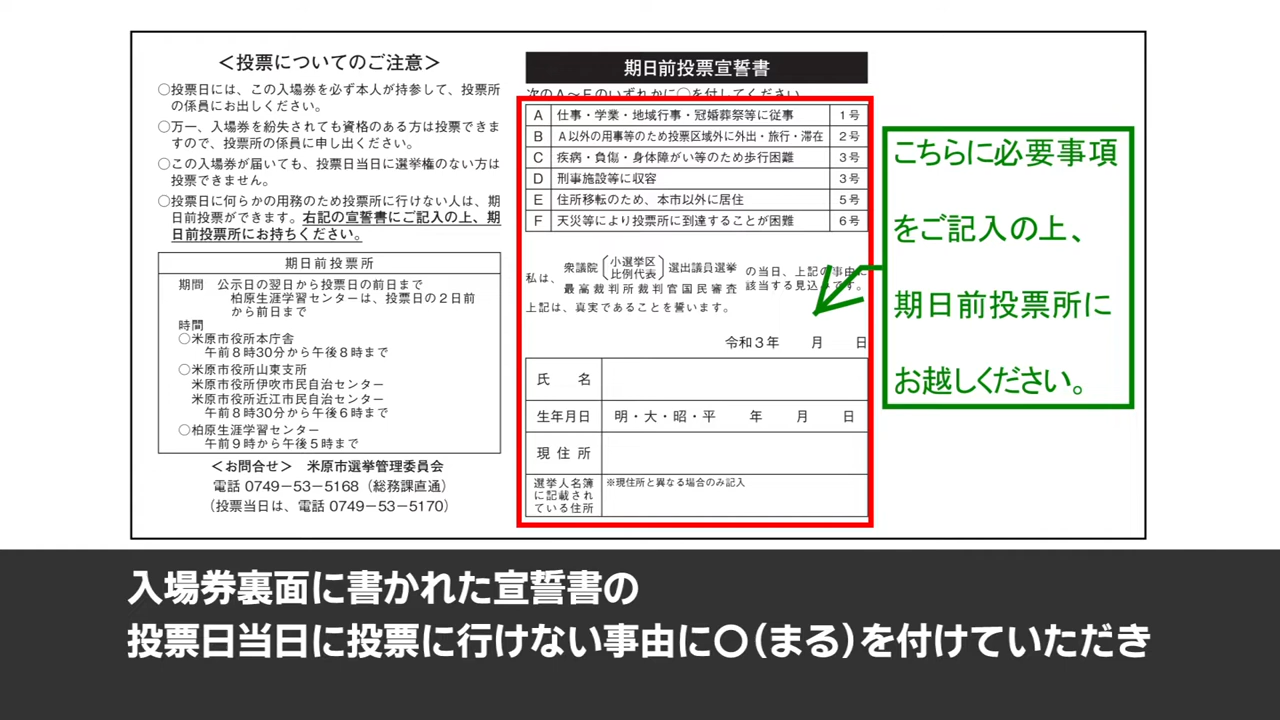 ＜投票についてのご注意＞
○投票日には、この入場券を必ず本人が持参して、投票所
の係員にお出しください。
○万一、入場券を紛失されても資格のある方は投票できま
すので、投票所の係員に申し出ください。
○この入場券が届いても、投票日当日に選挙権のない方は
投票できません。
○投票日に何らかの用務のため投票所に行けない人は、期
日前投票ができます。右記の宣誓書にご記入の上、期
日前投票所にお持ちください。
期日前投票所
期間　公示日の翌日から投票日の前日まで
柏原生涯学習センターは、投票日の２日前
から前日まで
時間
○米原市役所本庁舎
午前８時30分から午後８時まで
○米原市役所山東支所
米原市役所伊吹市民自治センター
米原市役所近江市民自治センター
午前８時30分から午後６時まで
○柏原生涯学習センター
午前９時から午後５時まで
＜お問合せ＞　米原市選挙管理委員会
電話 0749－53－5168（総務課直通）
（投票当日は、電話 0749－53－5170）
期日前投票宣誓書
次のＡ～Ｆのいずれかに○を付してください
A 仕事・学業・地域行事・冠婚葬祭等に従事 １号
B Ａ以外の用事等のため投票区域外に外出・旅行・滞在 ２号
C 疾病・負傷・身体障がい等のため歩行困難 ３号
D 刑事施設等に収容 ３号
E 住所移転のため、本市以外に居住 ５号
F 天災等により投票所に到達することが困難 ６号
私は、衆議院（小選挙区 比例代表）選出議員選挙 の当日、上記の事由に
最高裁判所裁判官国民審査 該当する見込みです。
上記は、真実であることを誓います。
令和３年　　月　　日
氏　名
生年月日 明・大・昭・平　　年　　月　　日
現住所
選挙人名簿 ※現住所と異なる場合のみ記入
に記載され
ている住所
こちらに必要事項
をご記入の上、
期日前投票所に
お越しください。
入場券裏面に書かれた宣誓書の
投票日当日に投票に行けない事由に〇（まる）を付けていただき